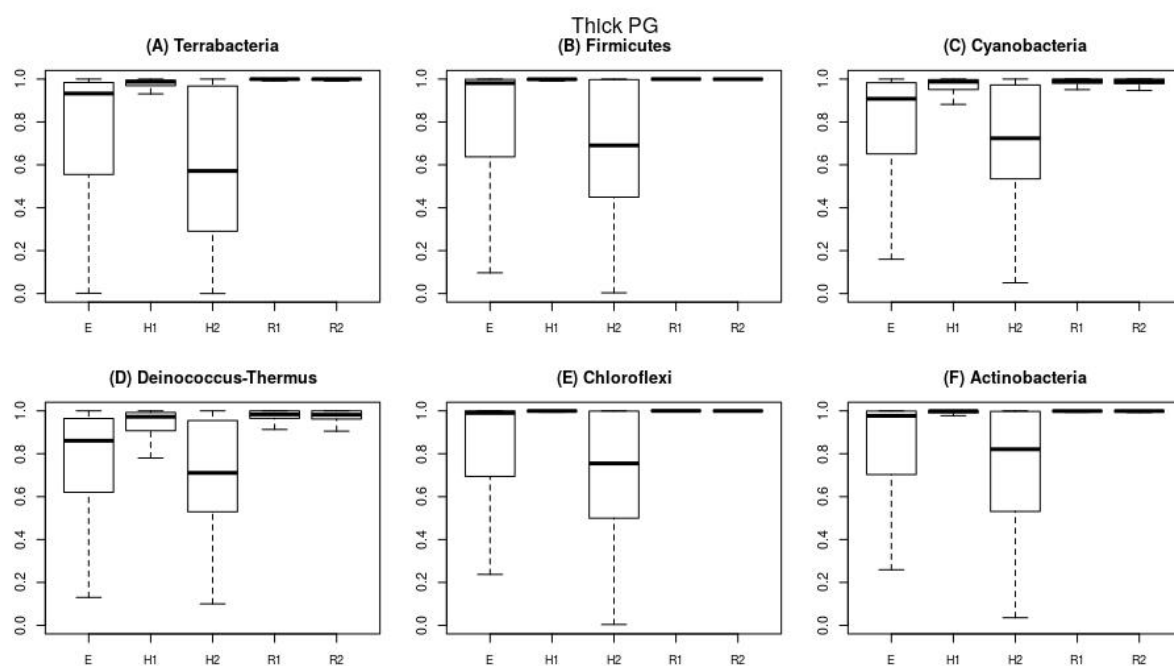 Thick PG
(A) Terrabacteria
(B) Firmicutes
(C) Cyanobacteria
1.0
0.8
0.6
0.4
0.2
0.0
E H1 H2 R1 R2
1.0
0.8
0.6
0.4
0.2
0.0
E H1 H2 R1 R2
1.0
0.8
0.6
0.4
0.2
0.0
E H1 H2 R1 R2
(D) Deinococcus-Thermus
(E) Chloroflexi
(F) Actinobacteria
1.0
0.8
0.6
0.4
0.2
0.0
E H1 H2 R1 R2
1.0
0.8
0.6
0.4
0.2
0.0
E H1 H2 R1 R2
1.0
0.8
0.6
0.4
0.2
0.0
E H1 H2 R1 R2